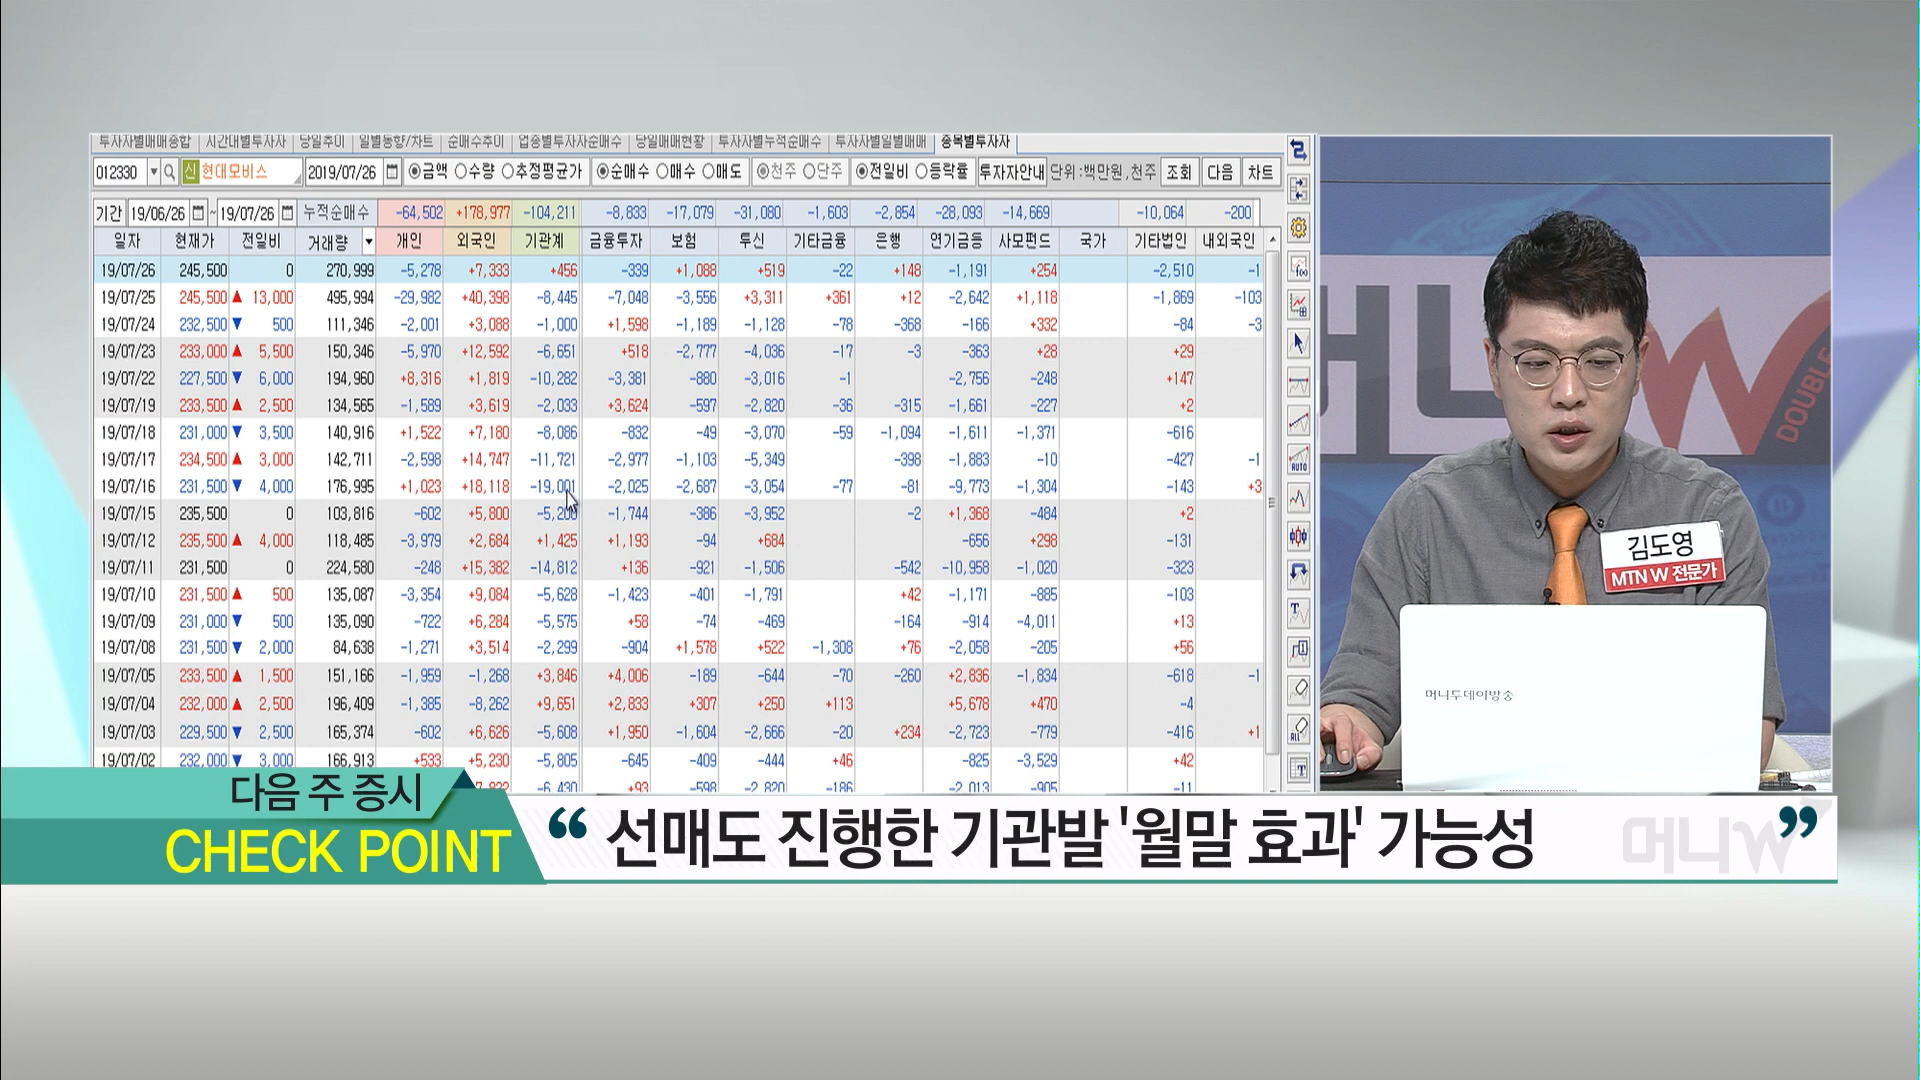 투자자별매매종합 시간대별투자자 당일추이 일별동향/차트 순매수추이 업종별투자자순매수 당일매매현황 투자자별누적순매수 투자자별일별매매 종목별투자자
012330 신 현대모비스 2019/07/26 금액 수량 추정평균가 순매수 매수 매도 천주 단주 전일비 등락률 투자자안내 단위:백만원,천주 조회 다음 차트
기간 19/06/26 ~ 19/07/26 누적순매수 -64,502 +178,977 -104,211 -8,833 -17,079 -31,080 -1,603 -2,854 -28,093 -14,669 -10,064 -200
일자 현재가 전일비 거래량 개인 외국인 기관계 금융투자 보험 투신 기타금융 은행 연기금등 사모펀드 국가 기타법인 내외국인
19/07/26 245,500 0 270,999 -5,278 +7,333 +456 -339 +1,088 +519 -22 +148 -1,191 +254 -2,510 -1
19/07/25 245,500 ▲ 13,000 495,994 -29,982 +40,398 -8,445 -7,048 -3,556 +3,311 +361 +12 -2,642 +1,118 -1,869 -103
19/07/24 232,500 ▼ 500 111,346 -2,001 +3,088 -1,000 +1,598 -1,189 -1,128 -78 -368 -166 +332 -84 -3
19/07/23 233,000 ▲ 5,500 150,346 -5,970 +12,592 -6,651 +518 -2,777 -4,036 -17 -3 -363 +28 +29
19/07/22 227,500 ▼ 6,000 194,960 +8,316 +1,819 -10,282 -3,381 -880 -3,016 -1 -2,756 -248 +147
19/07/19 233,500 ▲ 2,500 134,565 -1,589 +3,619 -2,033 +3,624 -597 -2,820 -36 -315 -1,661 -227 +2
19/07/18 231,000 ▼ 3,500 140,916 +1,522 +7,180 -8,086 -832 -49 -3,070 -59 -1,094 -1,611 -1,371 -616
19/07/17 234,500 ▲ 3,000 142,711 -2,598 +14,747 -11,721 -2,977 -1,103 -5,349 -398 -1,883 -10 -427 -1
19/07/16 231,500 ▼ 4,000 176,995 +1,023 +18,118 -19,001 -2,025 -2,687 -3,054 -77 -81 -9,773 -1,304 -143 +3
19/07/15 235,500 0 103,816 -602 +5,800 -1,744 -386 -3,952 -2 +1,368 -484 +2
19/07/12 235,500 ▲ 4,000 118,485 -3,979 +2,684 +1,425 +1,193 -94 +684 -656 +298 -131
19/07/11 231,500 0 224,580 -248 +15,382 -14,812 +136 -921 -1,506 -542 -10,958 -1,020 -323
19/07/10 231,500 ▲ 500 135,087 -3,354 +9,084 -5,628 -1,423 -401 -1,791 +42 -1,171 -885 -103
19/07/09 231,000 ▼ 500 135,090 -722 +6,284 -5,575 +58 -74 -469 -164 -914 -4,011 +13
19/07/08 231,500 ▼ 2,000 84,638 -1,271 +3,514 -2,299 -904 +1,578 +522 -1,308 +76 -2,058 -205 +56
19/07/05 233,500 ▲ 1,500 151,166 -1,959 -1,268 +3,846 +4,006 -189 -644 -70 -260 +2,836 -1,834 -618 -1
19/07/04 232,000 ▲ 2,500 196,409 -1,385 -8,262 +9,651 +2,833 +307 +250 +113 +5,678 +470 -4
19/07/03 229,500 ▼ 2,500 165,374 -602 +6,626 -5,608 +1,950 -1,604 -2,666 -20 +234 -2,723 -779 -416 +1
19/07/02 232,000 ▼ 3,000 166,913 +533 +5,230 -5,805 -645 -409 -444 +46 -825 -3,529 +42
-6,430 +93 -598 -2,820 -186 -2,013 -905 -11
DOUBLE
김도영
MTN W 전문가
머니투데이방송
다음 주 증시
CHECK POINT
“ 선매도 진행한 기관발 '월말 효과' 가능성 ”
머니W